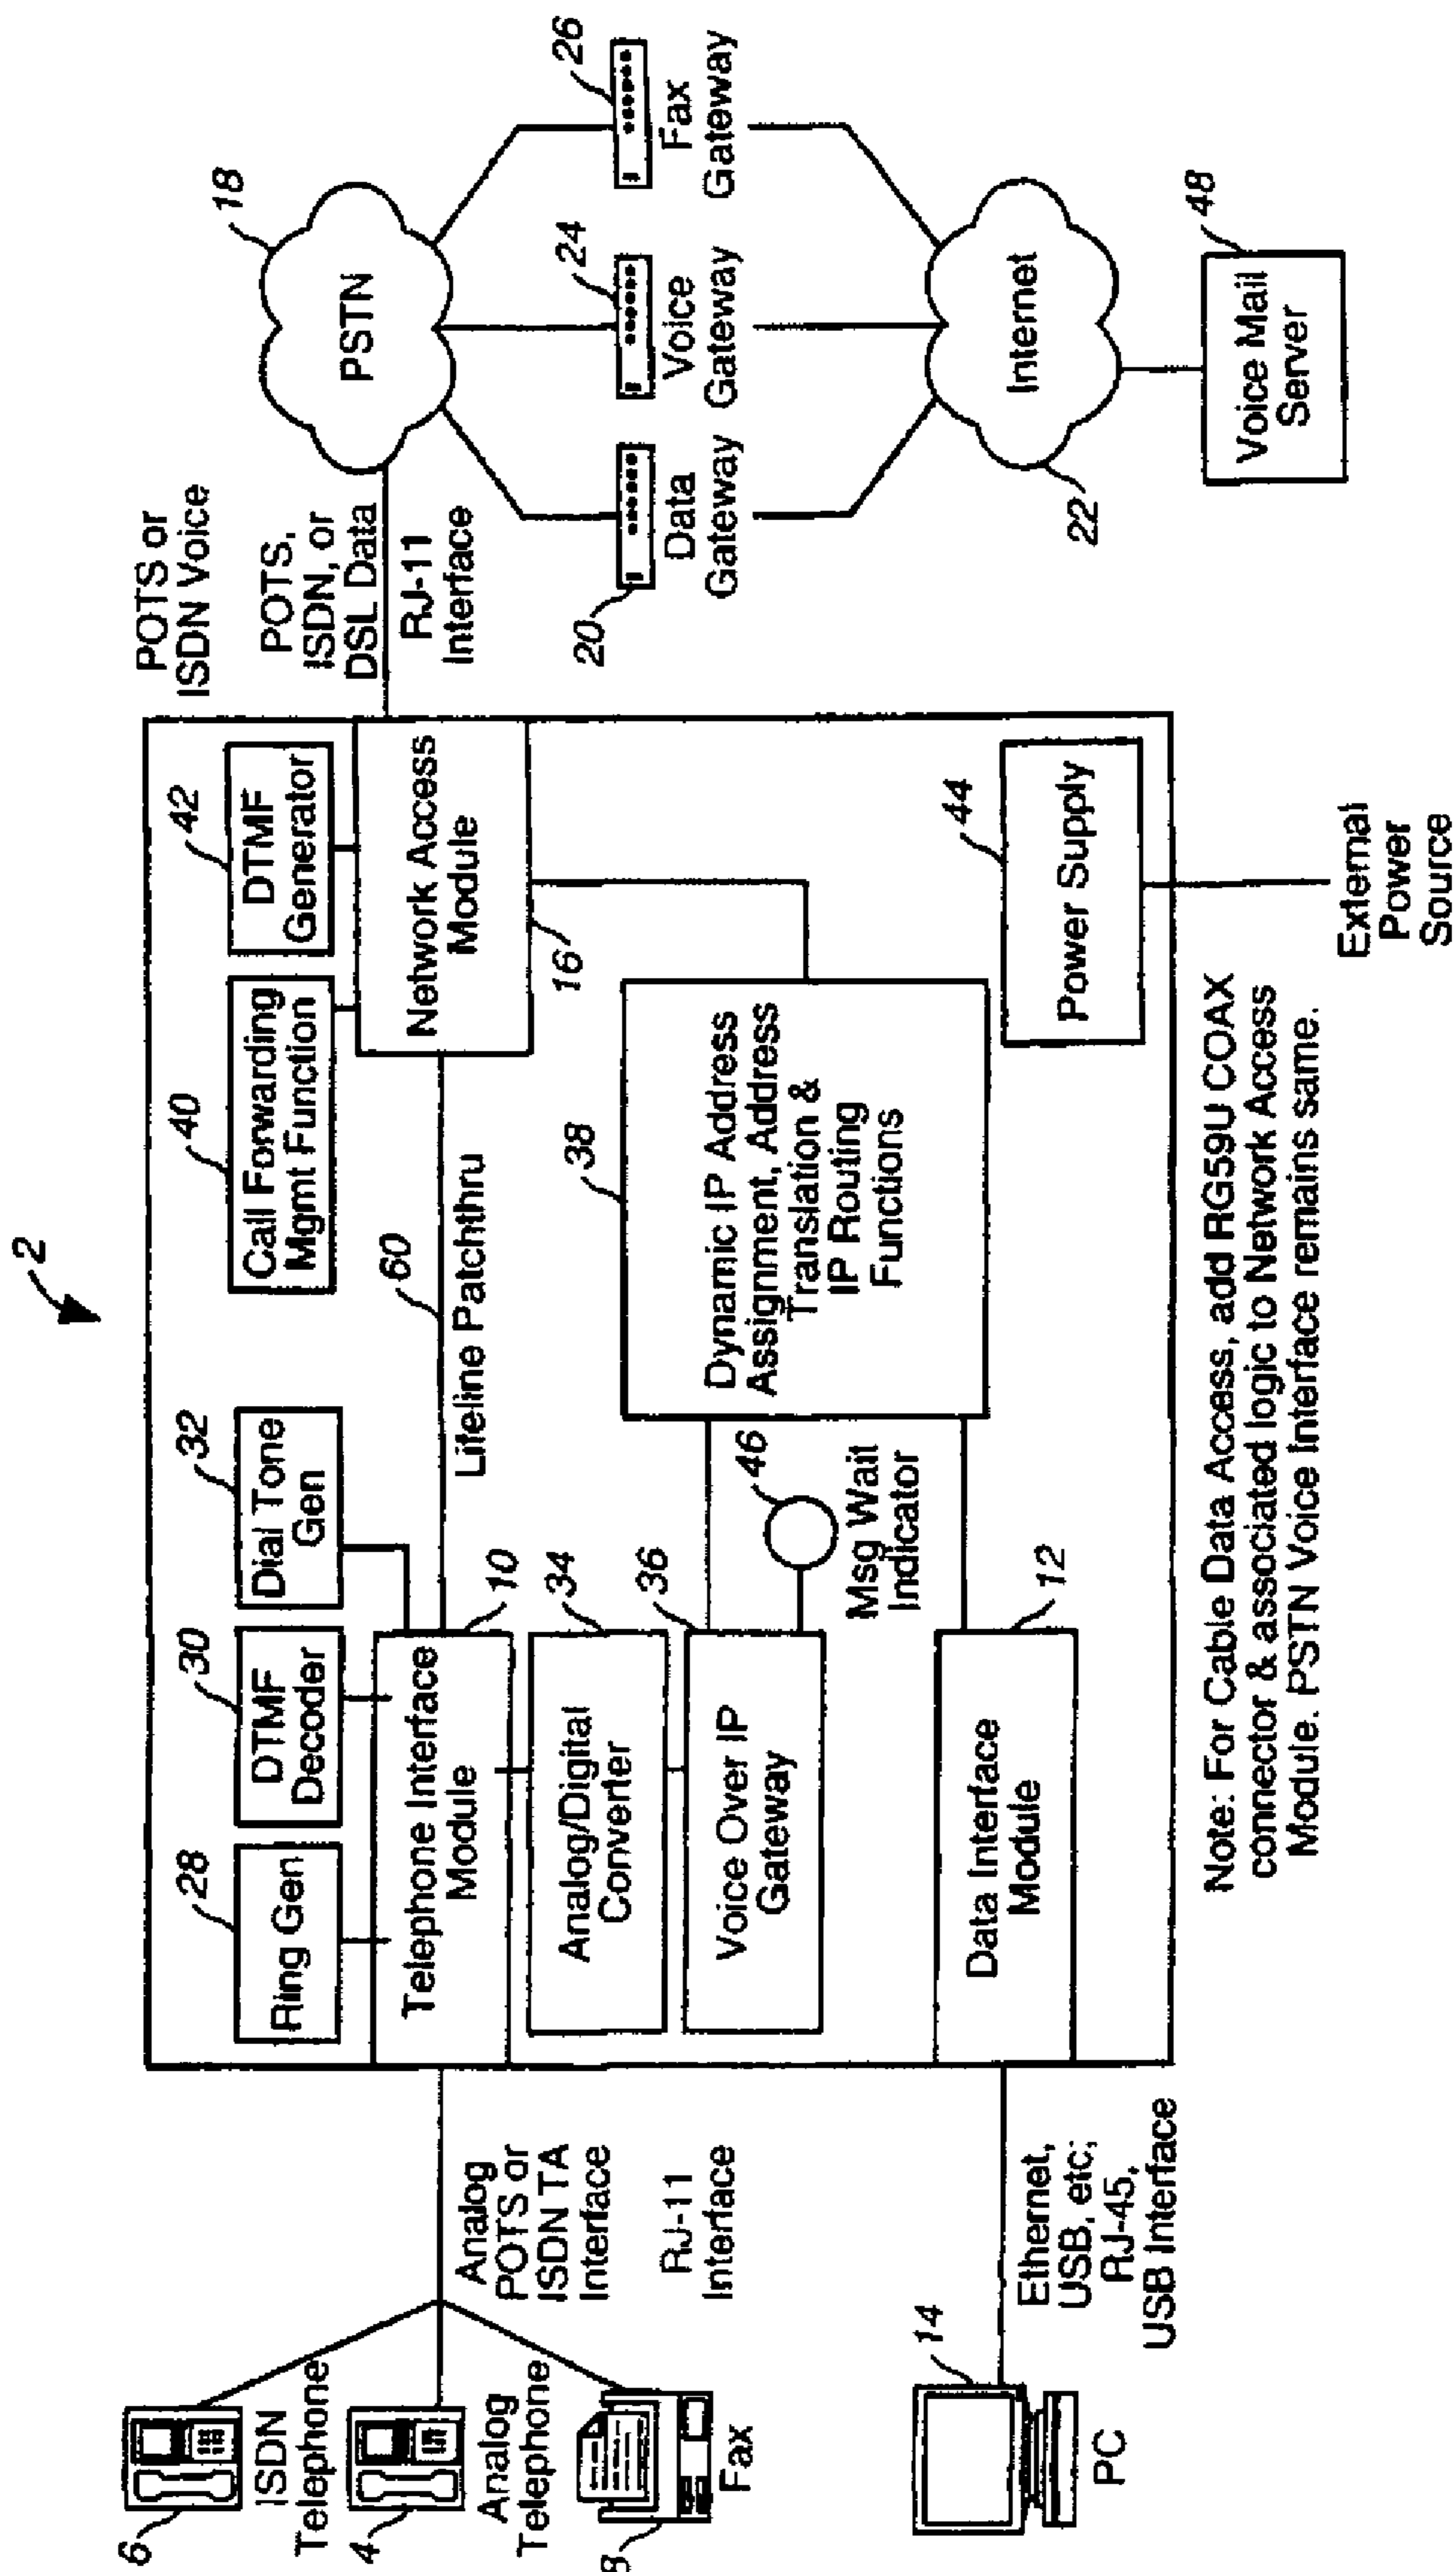 2
6
ISDN
Telephone
4
Analog
Telephone
8
Fax
14
PC
Analog
POTS or
ISDN TA
Interface
RJ-11
Interface
Ethernet,
USB, etc;
RJ-45,
USB Interface
28
Ring Gen
30
DTMF
Decoder
32
Dial Tone
Gen
Telephone Interface
Module
10
Analog/Digital
Converter
34
Voice Over IP
Gateway
36
46
Msg Wait
Indicator
Data Interface
Module
12
60
Lifeline Patchthru
40
Call Forwarding
Mgmt Function
42
DTMF
Generator
Network Access
Module
16
38
Dynamic IP Address
Assignment, Address
Translation &
IP Routing
Functions
44
Power Supply
External
Power
Source
POTS or
ISDN Voice
POTS,
ISDN, or
DSL Data
RJ-11
Interface
18
PSTN
20
Data
Gateway
24
Voice
Gateway
26
Fax
Gateway
Internet
22
48
Voice Mail
Server
Note: For Cable Data Access, add RG59U COAX
connector & associated logic to Network Access
Module. PSTN Voice Interface remains same.